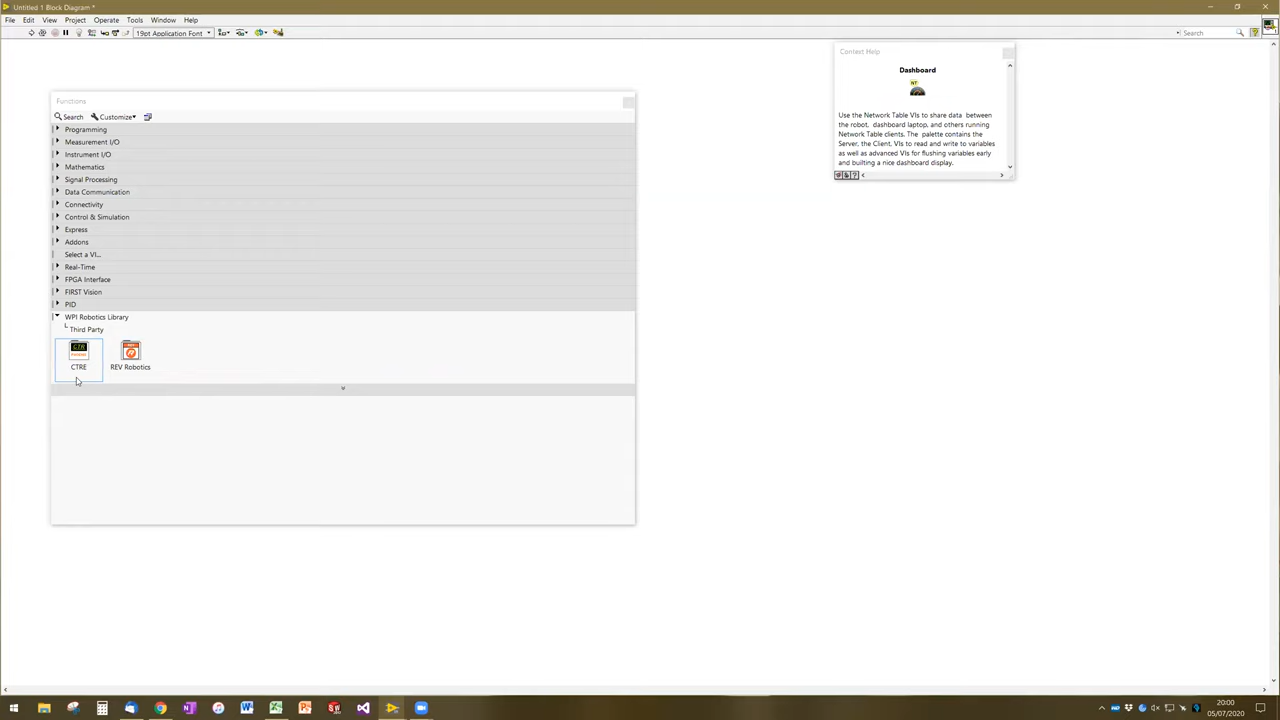 Untitled 1 Block Diagram *
File Edit View Project Operate Tools Window Help
19pt Application Font
Search
Context Help
Dashboard
NT
Use the Network Table VIs to share data between
the robot, dashboard laptop, and others running
Network Table clients. The palette contains the
Server, the Client, VIs to read and write to variables
as well as advanced VIs for flushing variables early
and builting a nice dashboard display.
Functions
Search Customize
Programming
Measurement I/O
Instrument I/O
Mathematics
Signal Processing
Data Communication
Connectivity
Control & Simulation
Express
Addons
Select a VI...
Real-Time
FPGA Interface
FIRST Vision
PID
WPI Robotics Library
Third Party
CTRE REV Robotics
20:00
05/07/2020